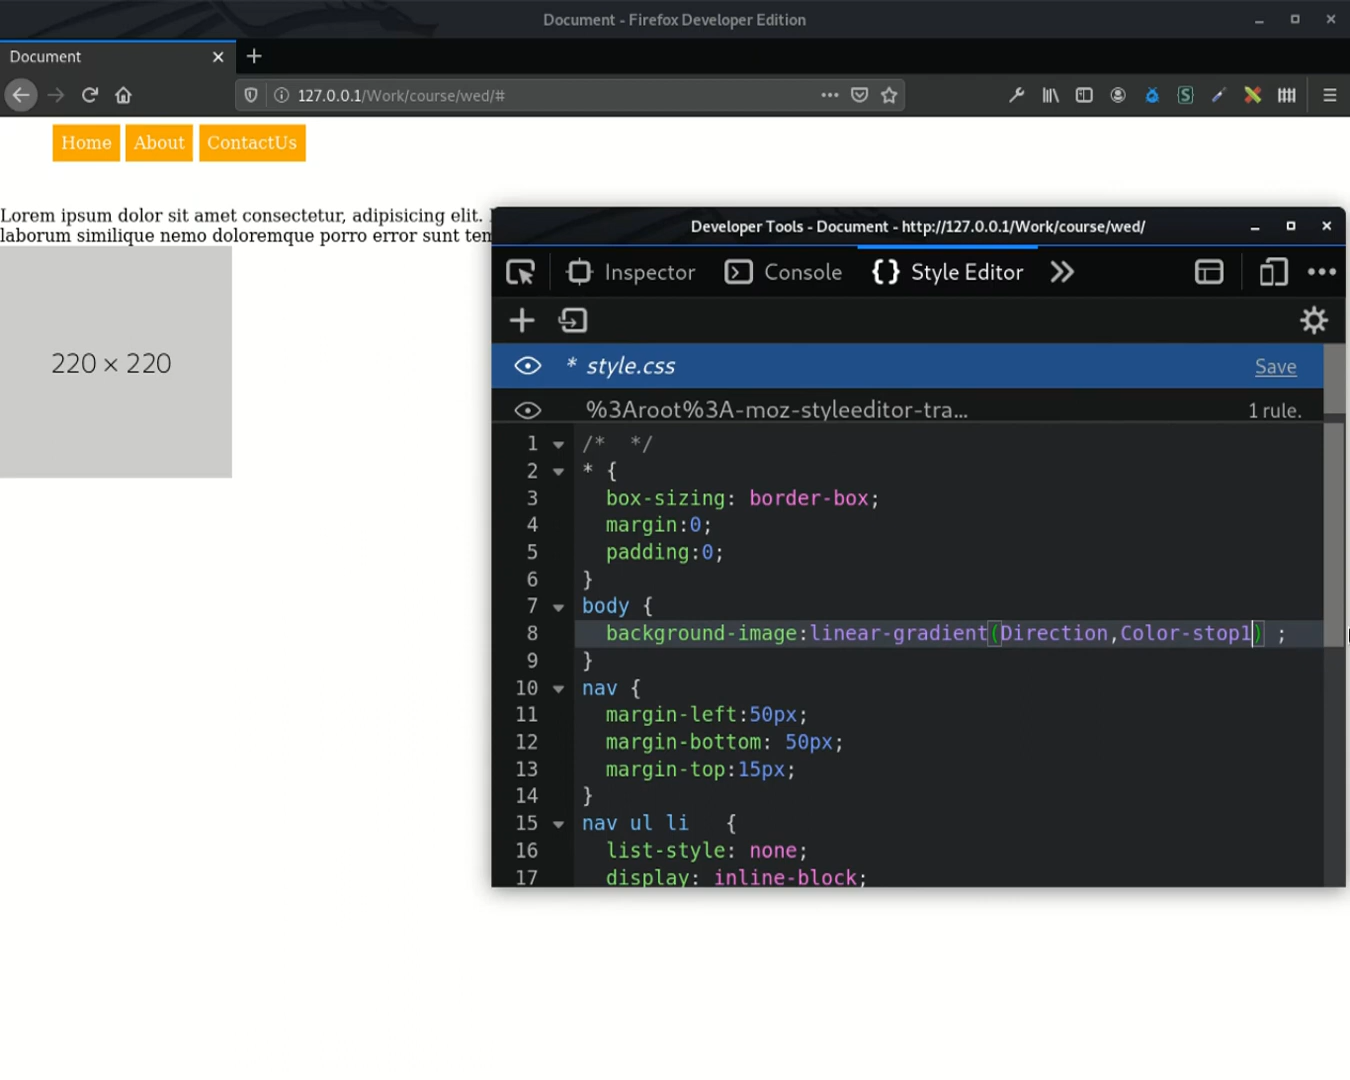 Document - Firefox Developer Edition
Document
127.0.0.1/Work/course/wed/#
Home About ContactUs
Lorem ipsum dolor sit amet consectetur, adipisicing elit.
laborum similique nemo doloremque porro error sunt
220 × 220
Developer Tools - Document - http://127.0.0.1/Work/course/wed/
Inspector Console {} Style Editor
* style.css Save
%3Aroot%3A-moz-styleeditor-tra... 1 rule.
1 /*  */
2 * {
3 box-sizing: border-box;
4 margin:0;
5 padding:0;
6 }
7 body {
8 background-image:linear-gradient(Direction,Color-stop1) ;
9 }
10 nav {
11 margin-left:50px;
12 margin-bottom: 50px;
13 margin-top:15px;
14 }
15 nav ul li   {
16 list-style: none;
17 display: inline-block;